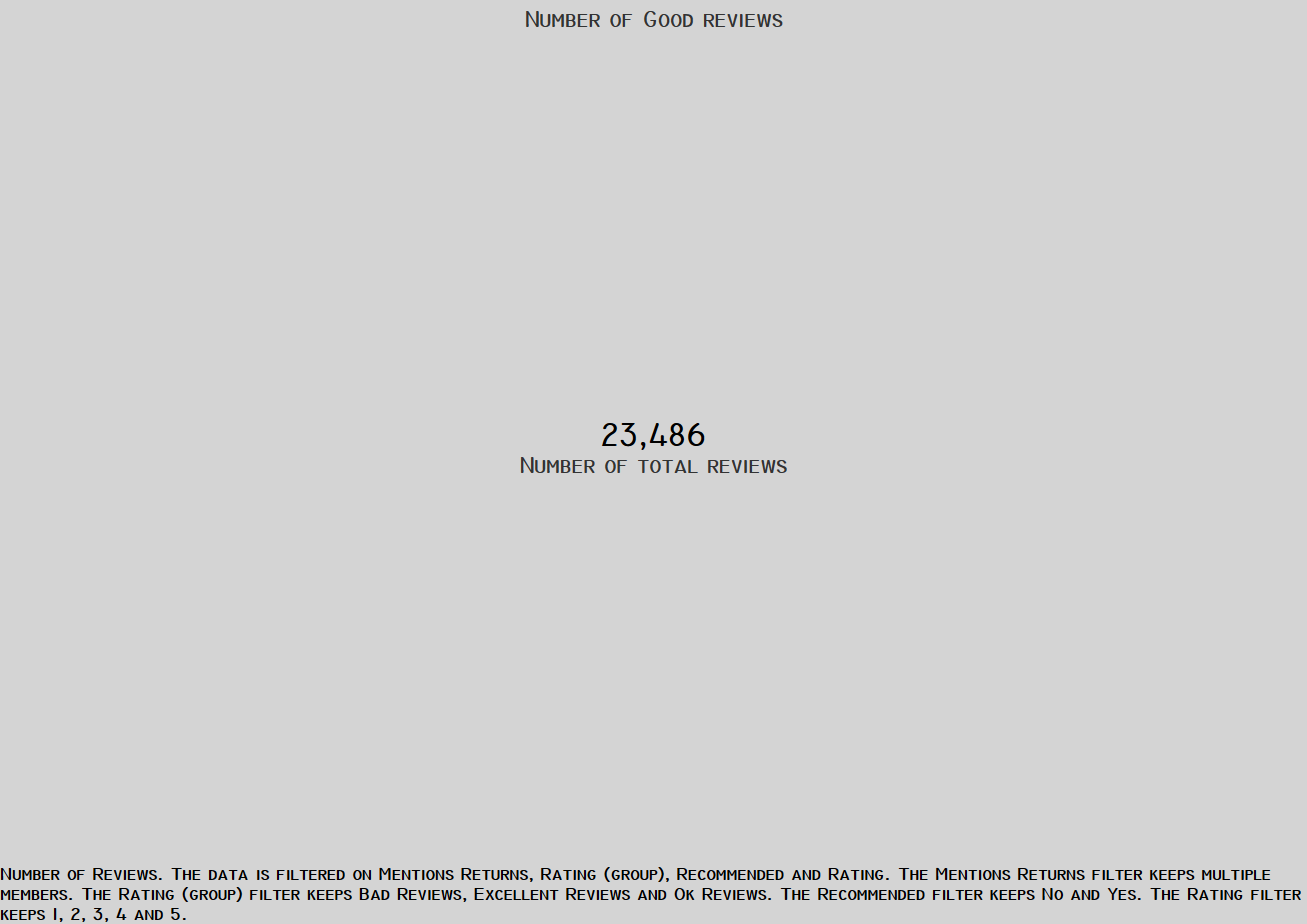 Number of Good reviews
23,486
Number of total reviews
Number of Reviews. The data is filtered on Mentions Returns, Rating (group), Recommended and Rating. The Mentions Returns filter keeps multiple
members. The Rating (group) filter keeps Bad Reviews, Excellent Reviews and Ok Reviews. The Recommended filter keeps No and Yes. The Rating filter
keeps 1, 2, 3, 4 and 5.